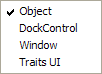 Object
DockControl
Window
Traits UI